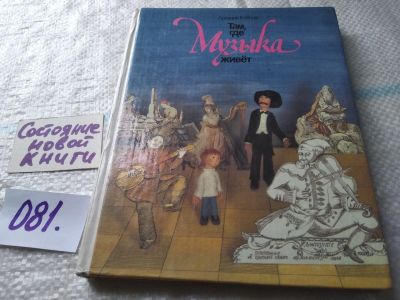 Там,
где
Музыка
живёт
Состояние
новой
книги
081.